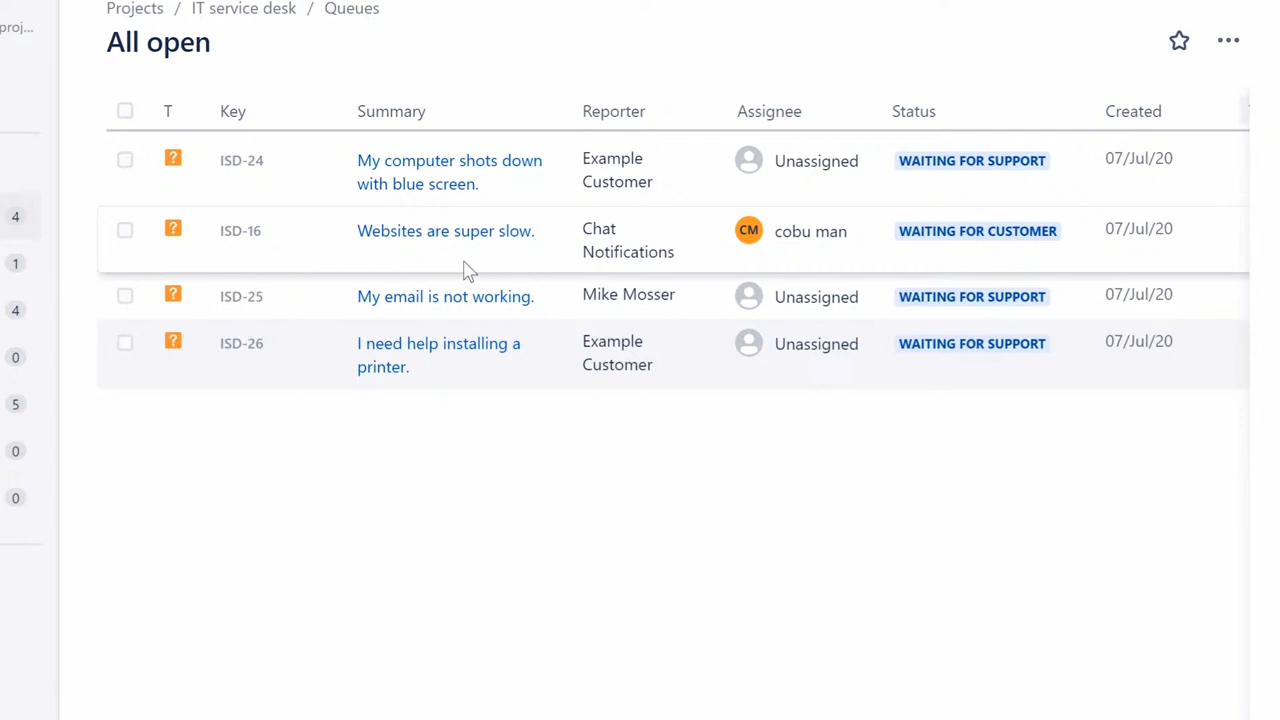 proj...
Projects / IT service desk / Queues
All open
T Key Summary Reporter Assignee Status Created
? ISD-24 My computer shots down Example Unassigned WAITING FOR SUPPORT 07/Jul/20
with blue screen. Customer
? ISD-16 Websites are super slow. Chat CM cobu man WAITING FOR CUSTOMER 07/Jul/20
Notifications
? ISD-25 My email is not working. Mike Mosser Unassigned WAITING FOR SUPPORT 07/Jul/20
? ISD-26 I need help installing a Example Unassigned WAITING FOR SUPPORT 07/Jul/20
printer. Customer
4
1
4
0
5
0
0